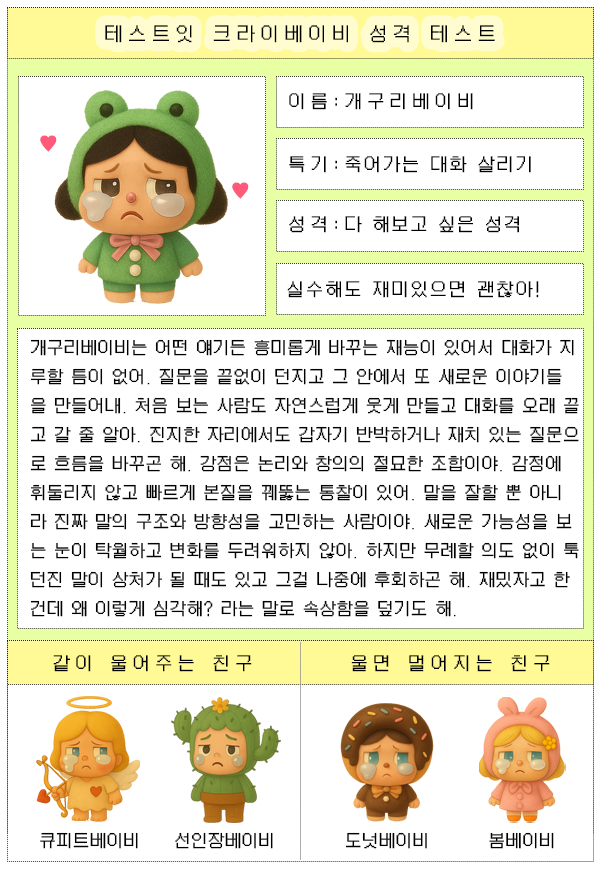 테스트잇 크라이베이비 성격 테스트
이름 : 개구리베이비
특기 : 죽어가는 대화 살리기
성격 : 다 해보고 싶은 성격
실수해도 재미있으면 괜찮아!
개구리베이비는 어떤 얘기든 흥미롭게 바꾸는 재능이 있어서 대화가 지
루할 틈이 없어. 질문을 끝없이 던지고 그 안에서 또 새로운 이야기들
을 만들어내. 처음 보는 사람도 자연스럽게 웃게 만들고 대화를 오래 끌
고 갈 줄 알아. 진지한 자리에서도 갑자기 반박하거나 재치 있는 질문으
로 흐름을 바꾸곤 해. 강점은 논리와 창의의 절묘한 조합이야. 감정에
휘둘리지 않고 빠르게 본질을 꿰뚫는 통찰이 있어. 말을 잘할 뿐 아니
라 진짜 말의 구조와 방향성을 고민하는 사람이야. 새로운 가능성을 보
는 눈이 탁월하고 변화를 두려워하지 않아. 하지만 무례할 의도 없이 툭
던진 말이 상처가 될 때도 있고 그걸 나중에 후회하곤 해. 재밌자고 한
건데 왜 이렇게 심각해? 라는 말로 속상함을 덮기도 해.
같이 울어주는 친구
울면 멀어지는 친구
큐피트베이비
선인장베이비
도넛베이비
봄베이비